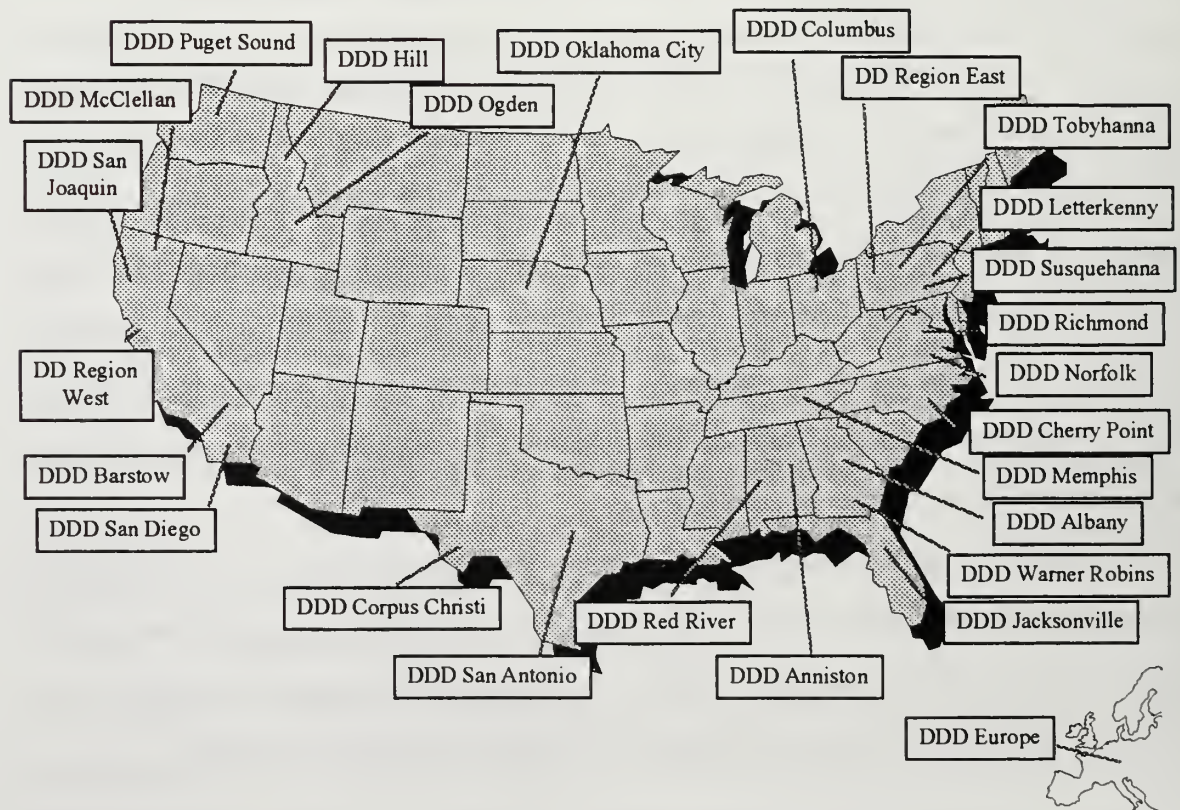 DDD Puget Sound
DDD Hill
DDD Oklahoma City
DDD Columbus
DD Region East
DDD McClellan
DDD Ogden
DDD Tobyhanna
DDD San
Joaquin
DDD Letterkenny
DDD Susquehanna
DDD Richmond
DD Region
West
DDD Norfolk
DDD Cherry Point
DDD Barstow
DDD Memphis
DDD San Diego
DDD Albany
DDD Warner Robins
DDD Corpus Christi
DDD Red River
DDD Jacksonville
DDD San Antonio
DDD Anniston
DDD Europe